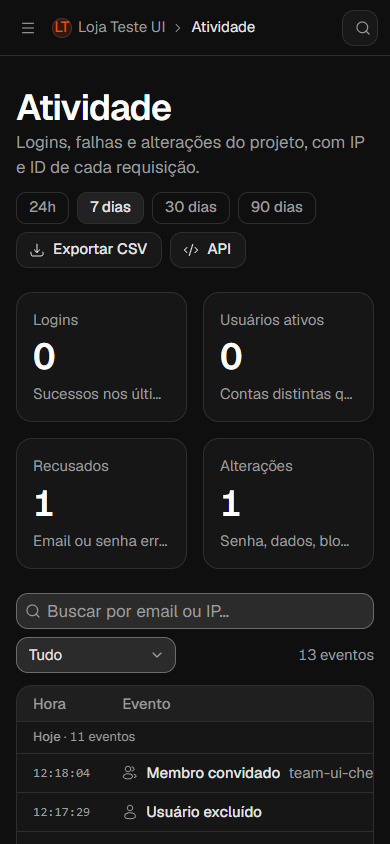 LT Loja Teste UI > Atividade
Atividade
Logins, falhas e alterações do projeto, com IP
e ID de cada requisição.
24h 7 dias 30 dias 90 dias
Exportar CSV </> API
Logins Usuários ativos
0 0
Sucessos nos últi... Contas distintas q...
Recusados Alterações
1 1
Email ou senha err... Senha, dados, blo...
Buscar por email ou IP...
Tudo 13 eventos
Hora Evento
Hoje · 11 eventos
12:18:04 Membro convidado team-ui-che
12:17:29 Usuário excluído